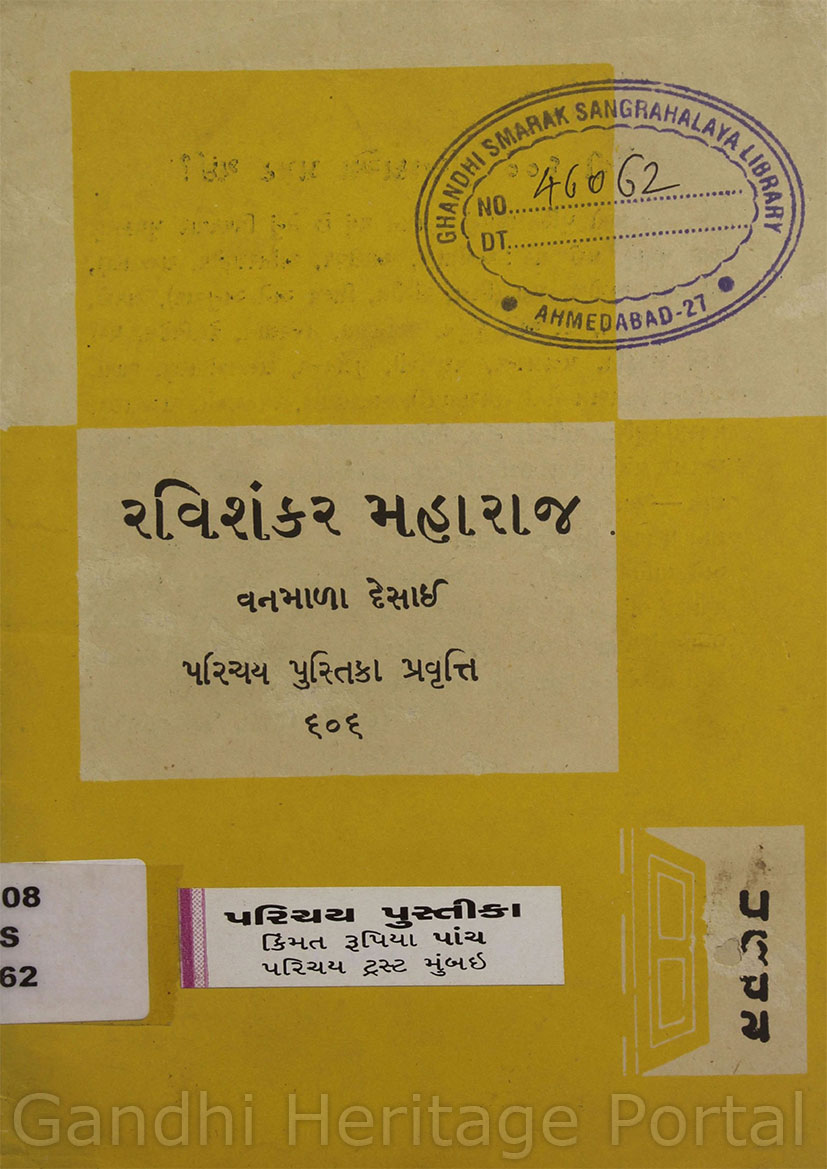 GHANDHI SMARAK SANGRAHALAYA LIBRARY
NO. 46062
DT.
AHMEDABAD-27
રવિશંકર મહારાજ
વનમાળા દેસાઈ
પરિચય પુસ્તિકા પ્રવૃત્તિ
૬૦૬
08
S
62
પરિચય પુસ્તીકા
કિંમત રૂપિયા પાંચ
પરિચય ટ્રસ્ટ મુંબઇ
પરિચય
Gandhi Heritage Portal